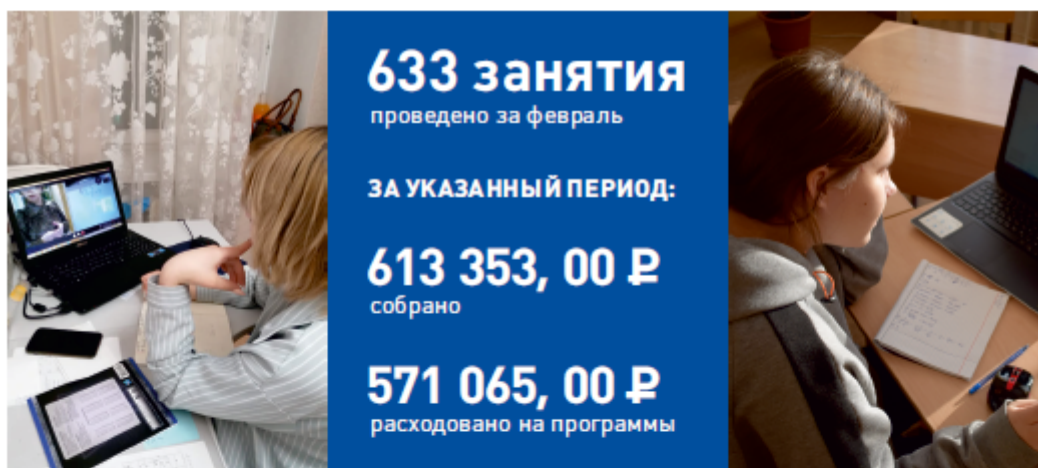 633 занятия
проведено за февраль
ЗА УКАЗАННЫЙ ПЕРИОД:
613 353, 00 ₽
собрано
571 065, 00 ₽
расходовано на программы